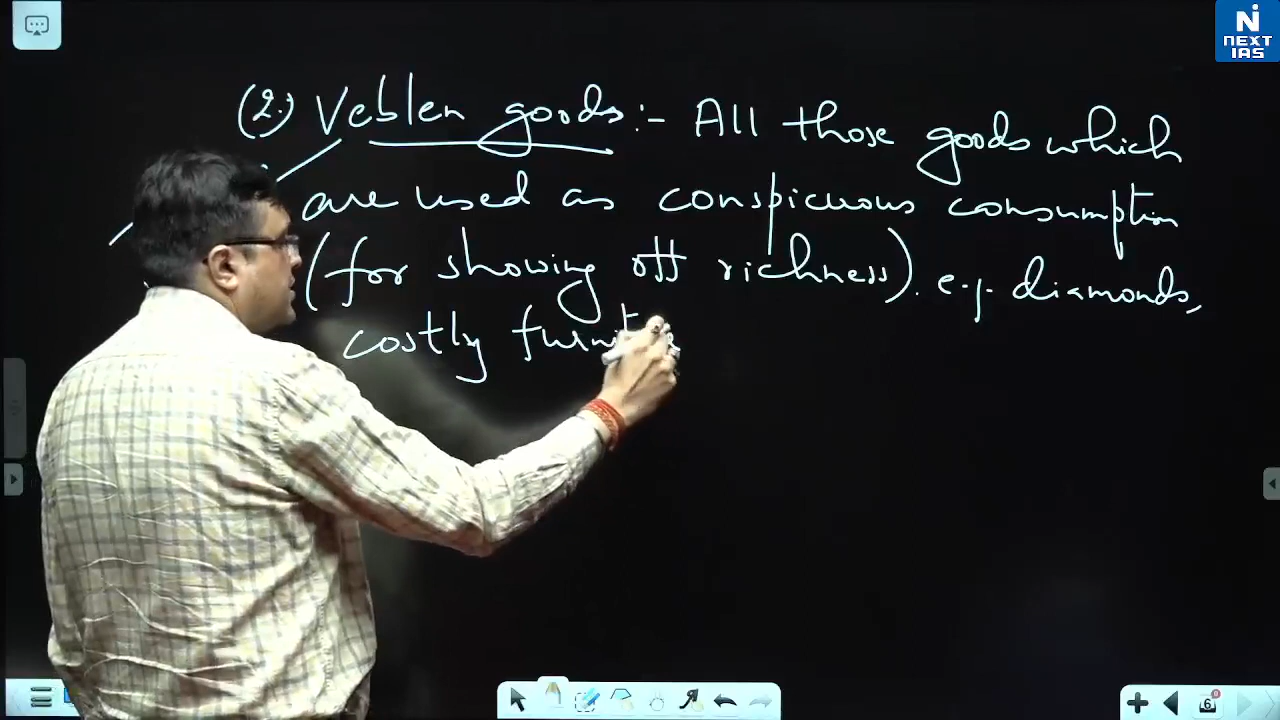 NEXT
IAS
(2.) Veblen goods :- All those goods which
are used as conspicuous consumption
(for showing off richness). e.g. diamonds,
costly
6